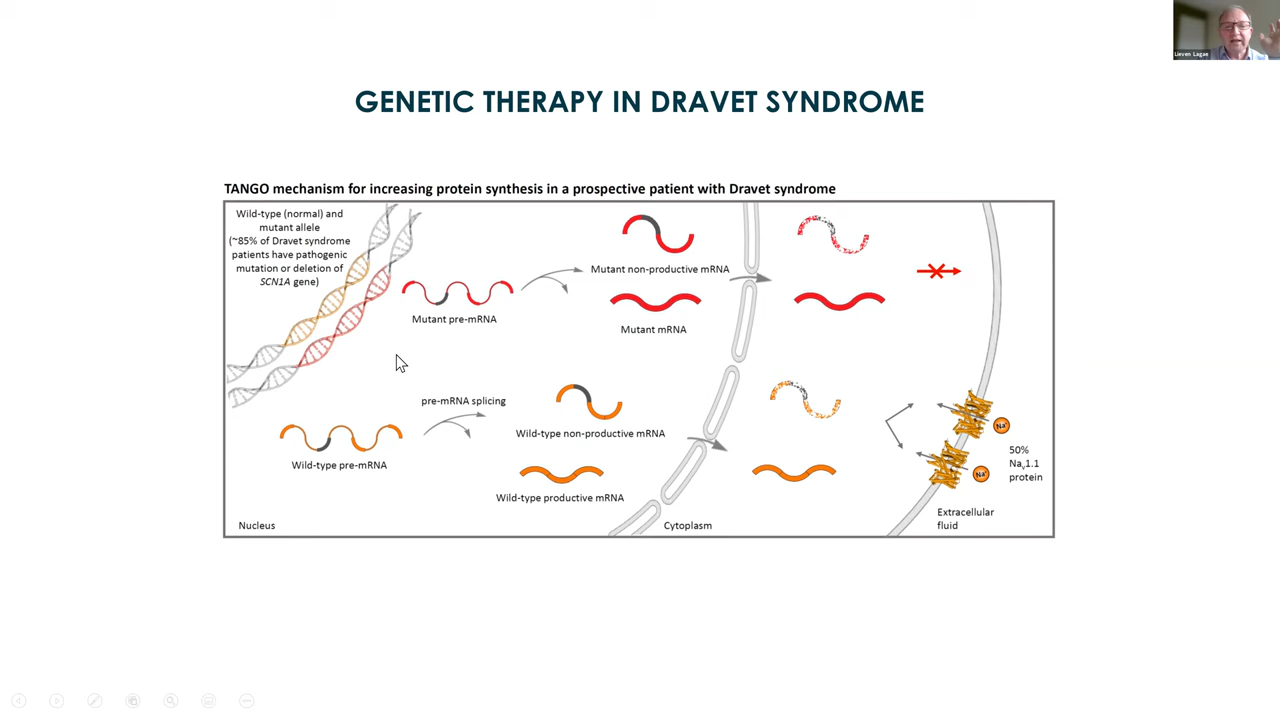 Lieven Lagae
GENETIC THERAPY IN DRAVET SYNDROME
TANGO mechanism for increasing protein synthesis in a prospective patient with Dravet syndrome
Wild-type (normal) and
mutant allele
(~85% of Dravet syndrome
patients have pathogenic
mutation or deletion of
SCN1A gene)
Mutant pre-mRNA
Mutant non-productive mRNA
Mutant mRNA
pre-mRNA splicing
Wild-type pre-mRNA
Wild-type non-productive mRNA
Wild-type productive mRNA
Na+
Na+
50%
Nav1.1
protein
Nucleus
Cytoplasm
Extracellular
fluid